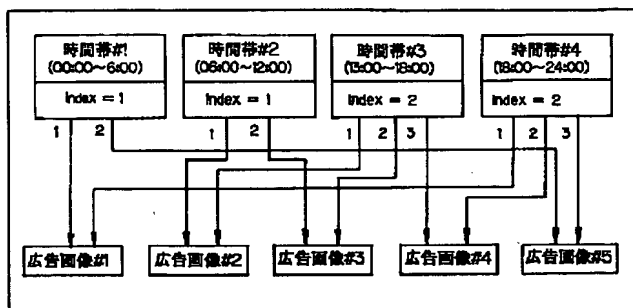 時間帯#1
(00:00〜6:00)
Index = 1
時間帯#2
(06:00〜12:00)
Index = 1
時間帯#3
(13:00〜18:00)
Index = 2
時間帯#4
(18:00〜24:00)
Index = 2
1 2 1 2 1 2 3 1 2 3
広告画像#1 広告画像#2 広告画像#3 広告画像#4 広告画像#5